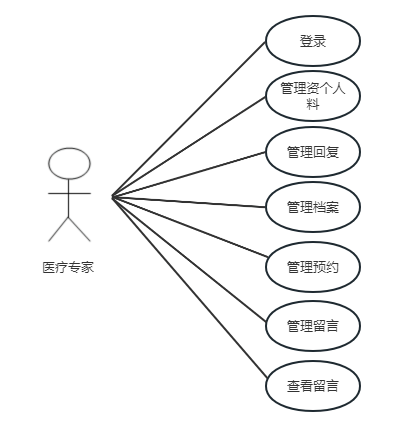 登录
管理资个人
料
管理回复
管理档案
医疗专家
管理预约
管理留言
查看留言